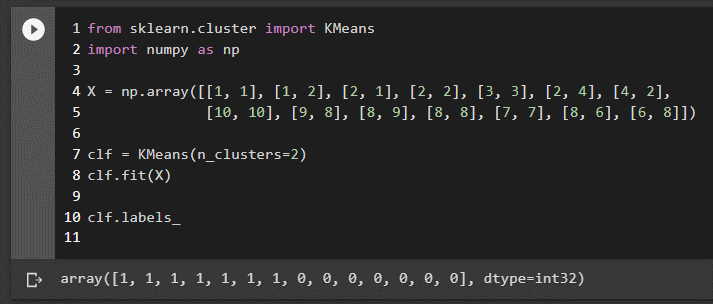 1 from sklearn.cluster import KMeans
2 import numpy as np
3
4 X = np.array([[1, 1], [1, 2], [2, 1], [2, 2], [3, 3], [2, 4], [4, 2],
5               [10, 10], [9, 8], [8, 9], [8, 8], [7, 7], [8, 6], [6, 8]])
6
7 clf = KMeans(n_clusters=2)
8 clf.fit(X)
9
10 clf.labels_
11
array([1, 1, 1, 1, 1, 1, 1, 0, 0, 0, 0, 0, 0, 0], dtype=int32)